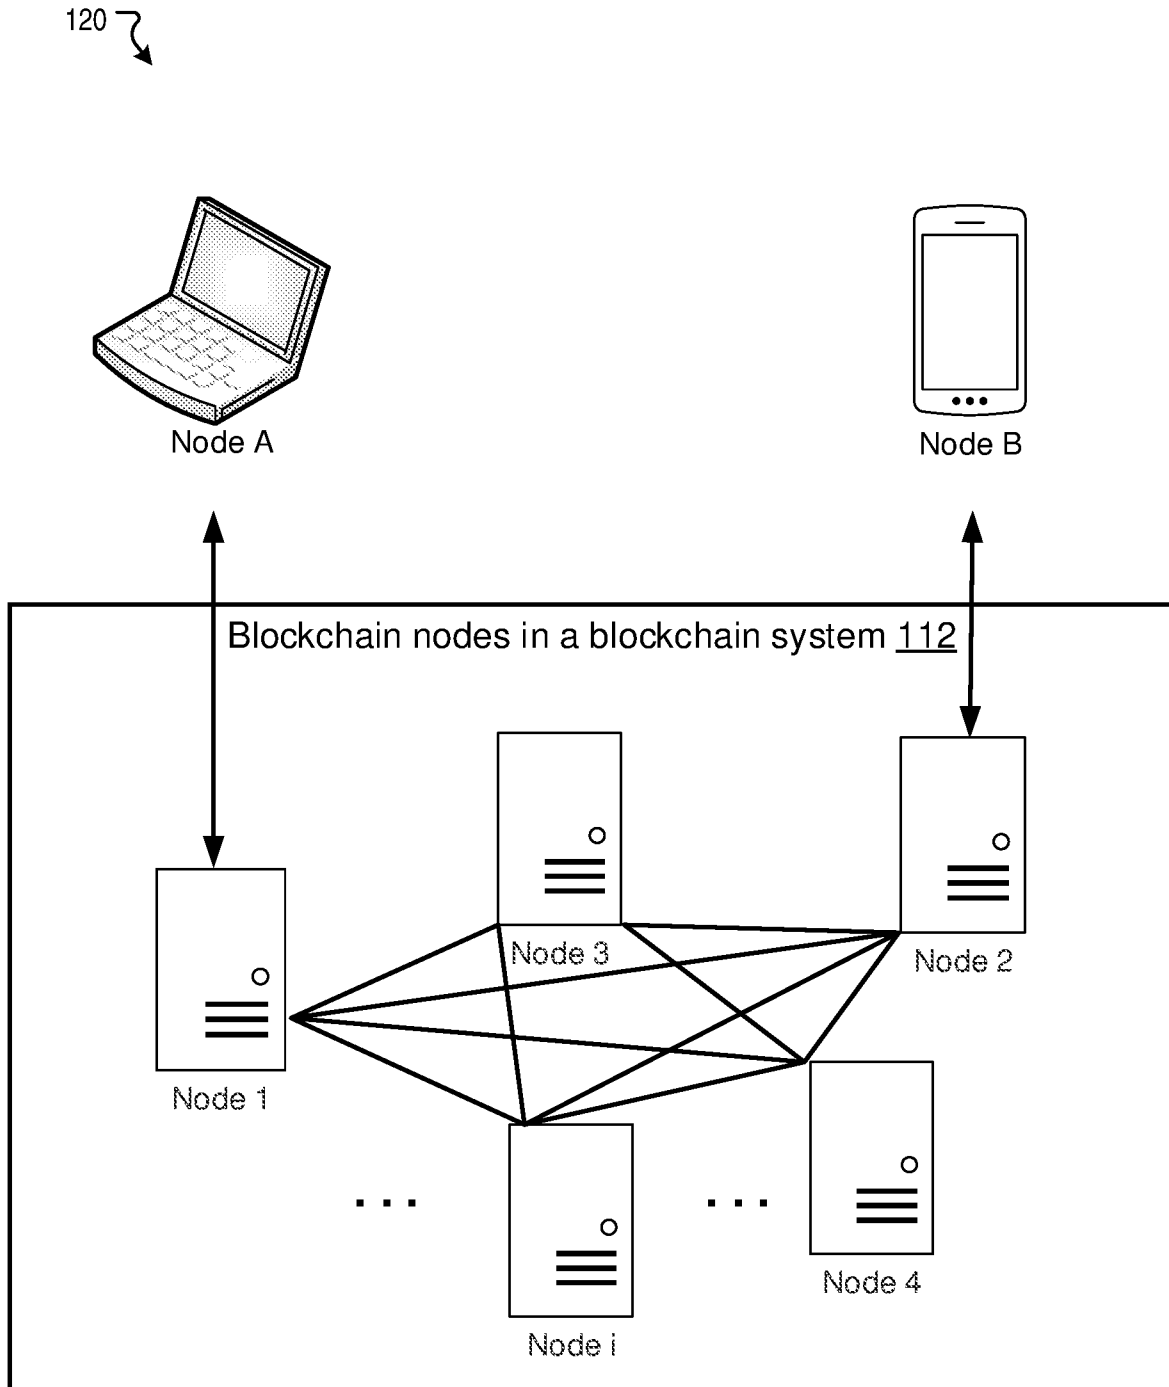 120
Node A
Node B
Blockchain nodes in a blockchain system 112
Node 3
Node 2
Node 1
. . .
. . .
Node 4
Node i